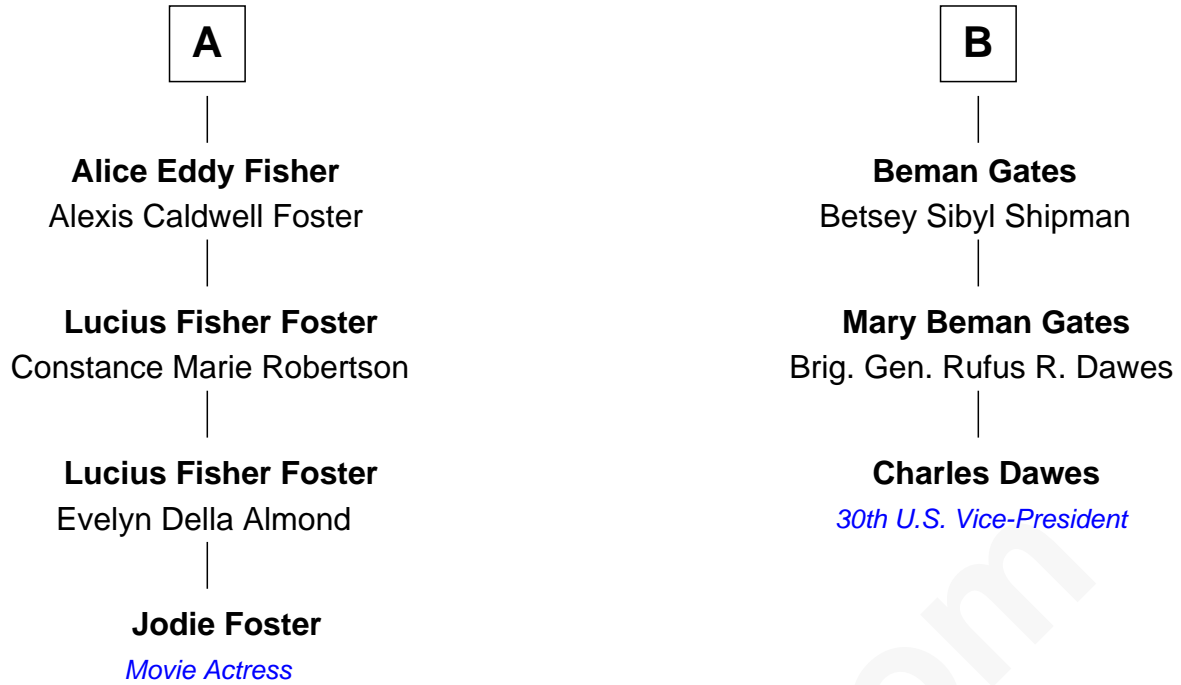 A
Alice Eddy Fisher
Alexis Caldwell Foster
Lucius Fisher Foster
Constance Marie Robertson
Lucius Fisher Foster
Evelyn Della Almond
Jodie Foster
Movie Actress
B
Beman Gates
Betsey Sibyl Shipman
Mary Beman Gates
Brig. Gen. Rufus R. Dawes
Charles Dawes
30th U.S. Vice-President
om